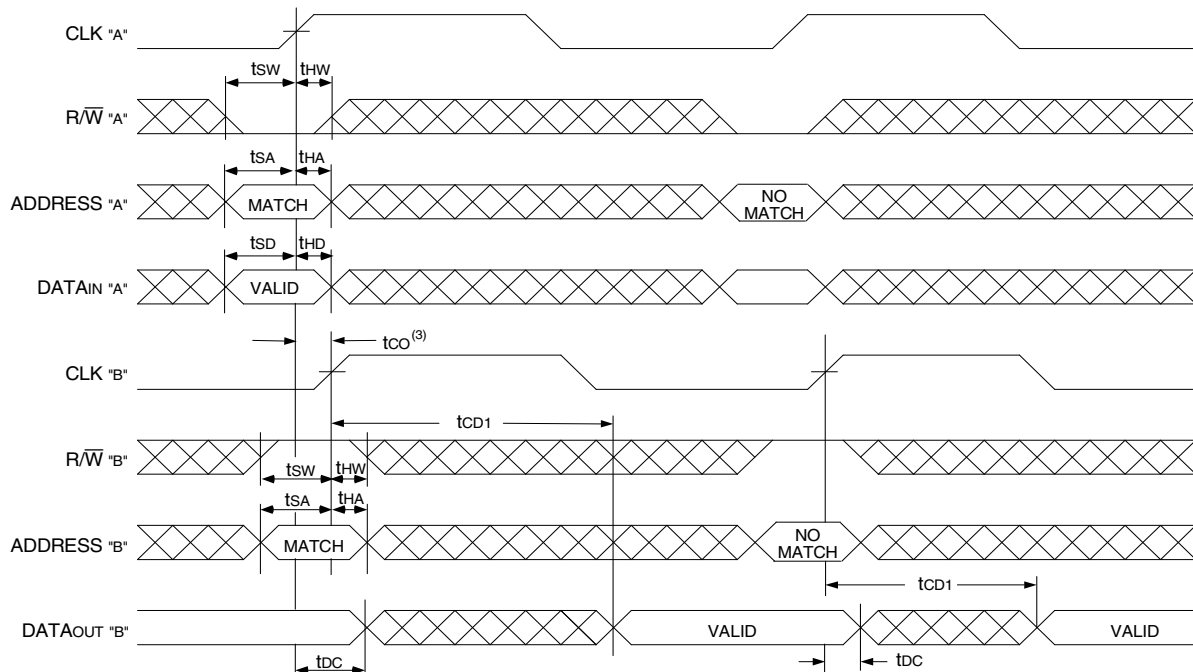 CLK "A"
tSW tHW
R/W̅ "A"
tSA tHA
ADDRESS "A" MATCH NO MATCH
tSD tHD
DATAIN "A" VALID
tCO(3)
CLK "B"
tCD1
R/W̅ "B"
tSW tHW
tSA tHA
ADDRESS "B" MATCH NO MATCH
tCD1
DATAOUT "B" VALID VALID
tDC tDC